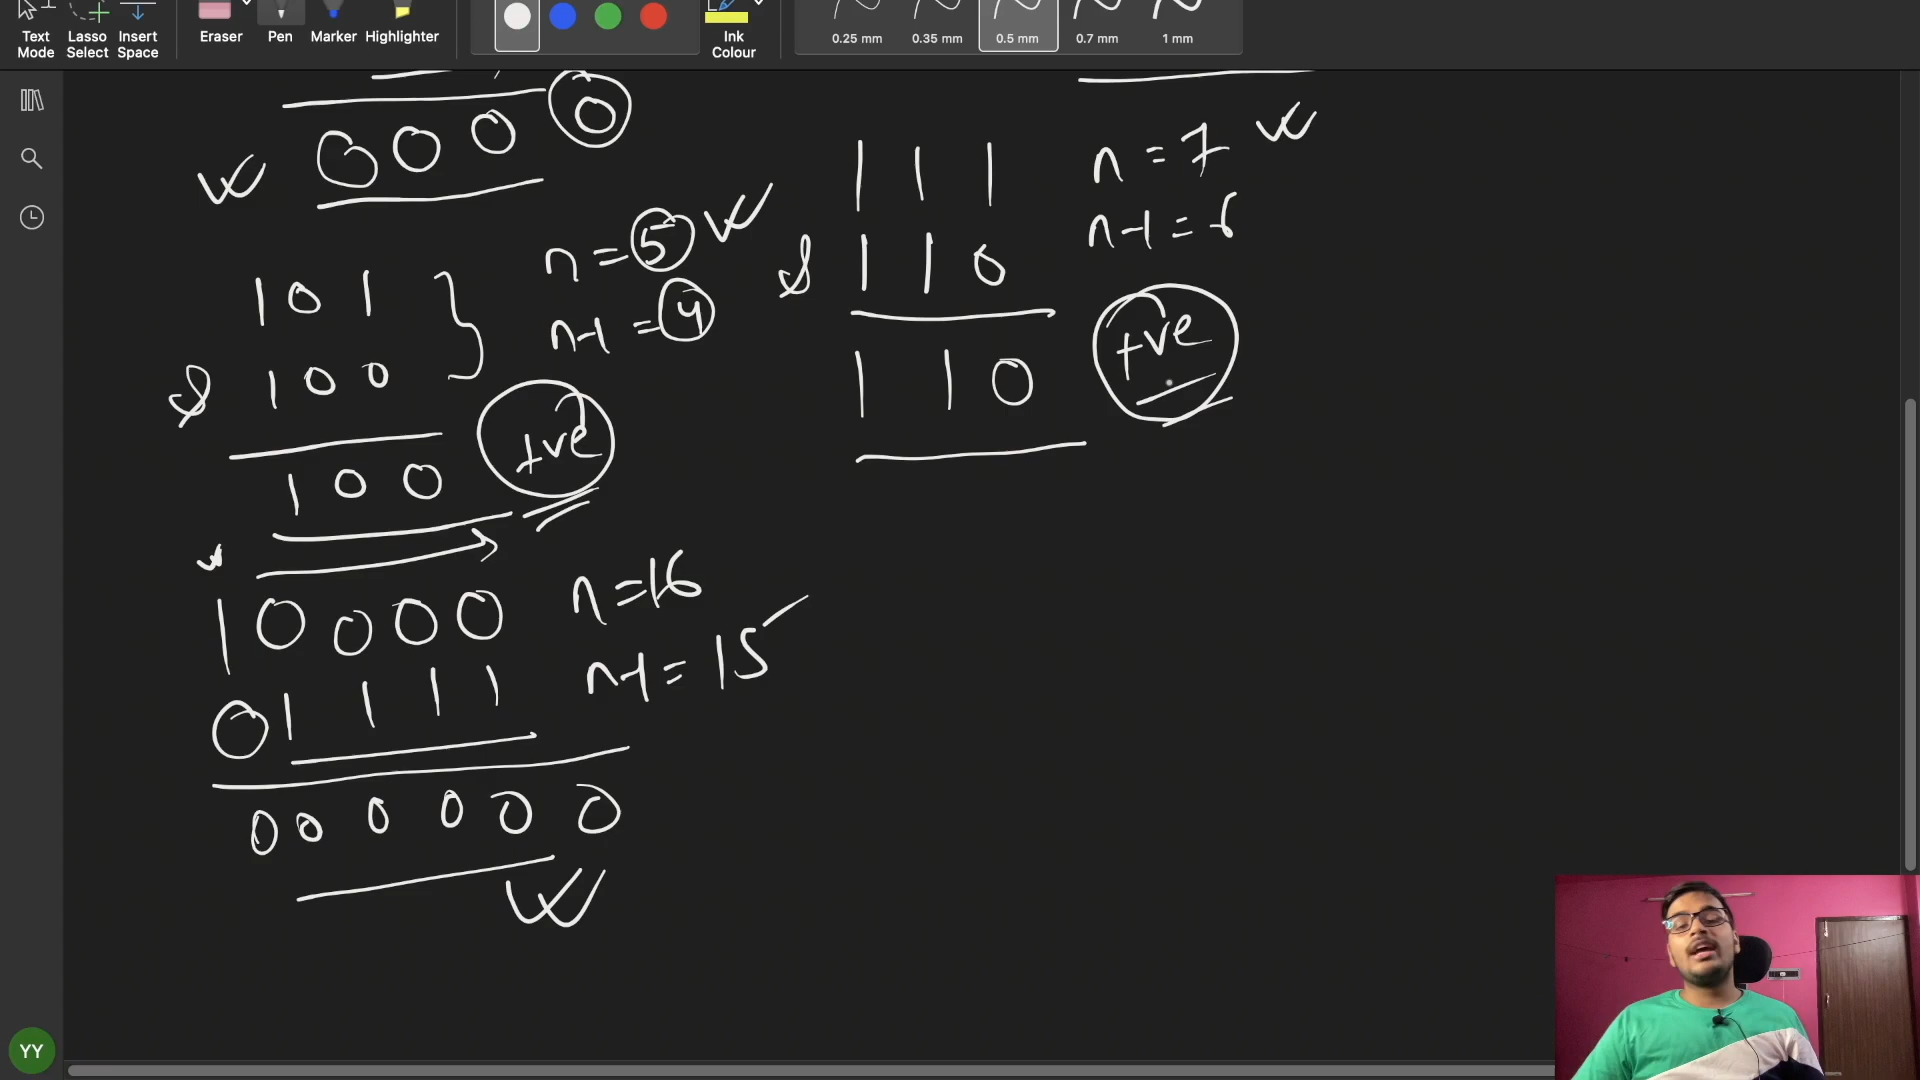 Text
Mode
Lasso
Select
Insert
Space
Eraser
Pen
Marker
Highlighter
Ink
Colour
0.25 mm
0.35 mm
0.5 mm
0.7 mm
1 mm
0 0 0 0
n = 5
n-1 = 4
1 0 1
& 1 0 0
1 0 0
+ve
1 0 0 0 0
n = 16
0 1 1 1 1
n-1 = 15
0 0 0 0 0 0
1 1 1
n = 7
& 1 1 0
n-1 = 6
1 1 0
+ve
YY